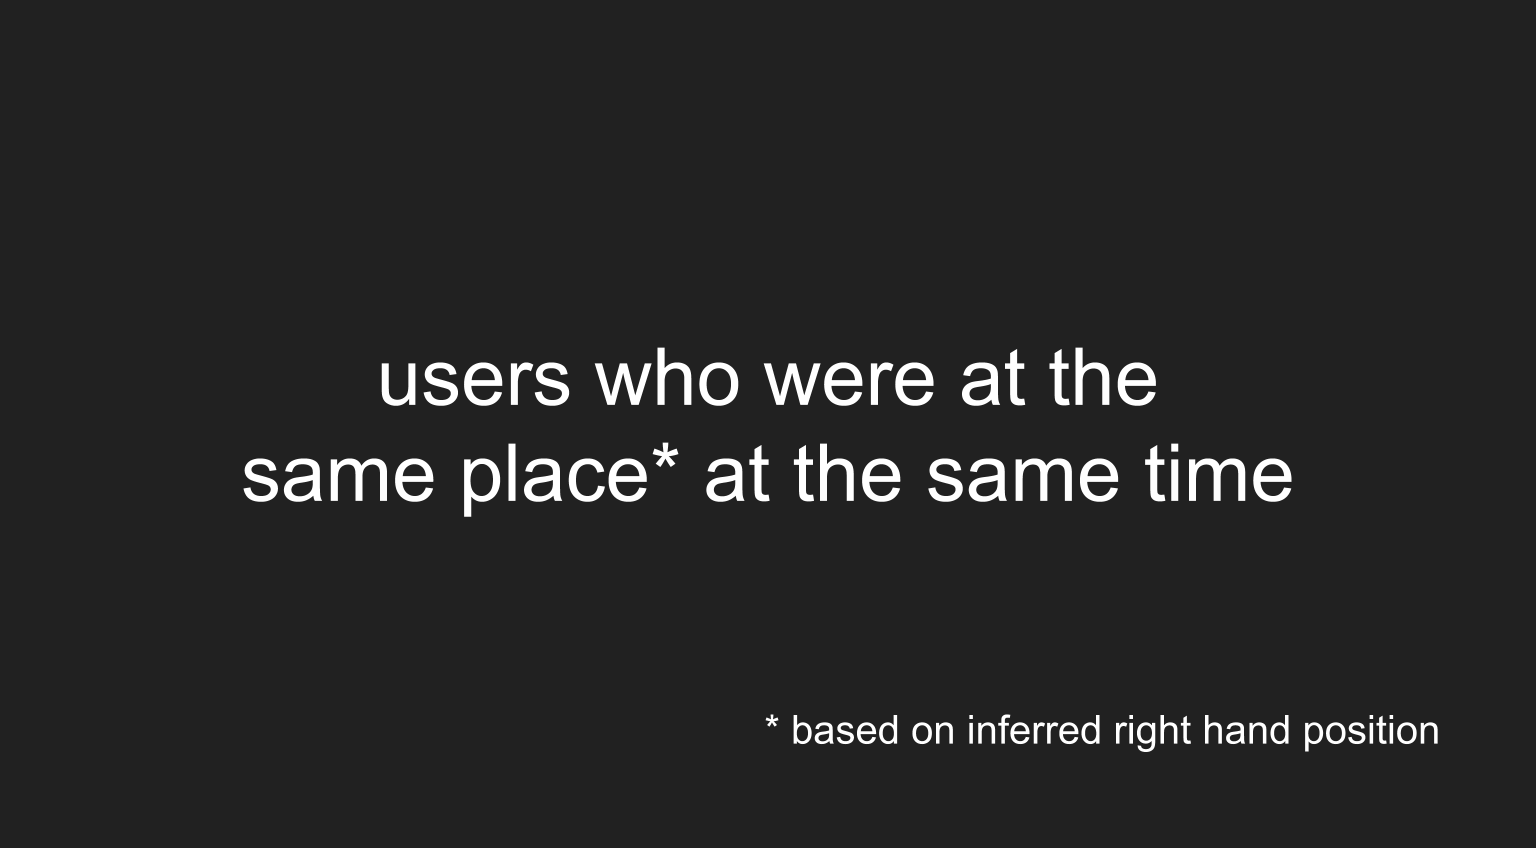 users who were at the
same place* at the same time
* based on inferred right hand position